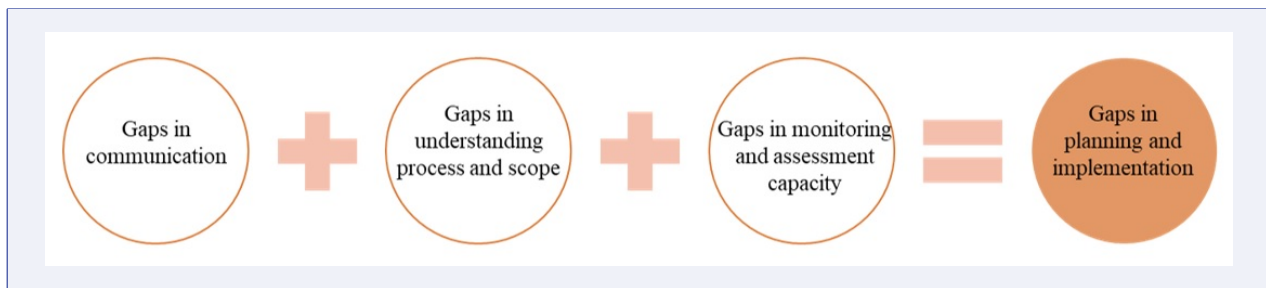 Gaps in
communication
Gaps in
understanding
process and scope
Gaps in monitoring
and assessment
capacity
Gaps in
planning and
implementation